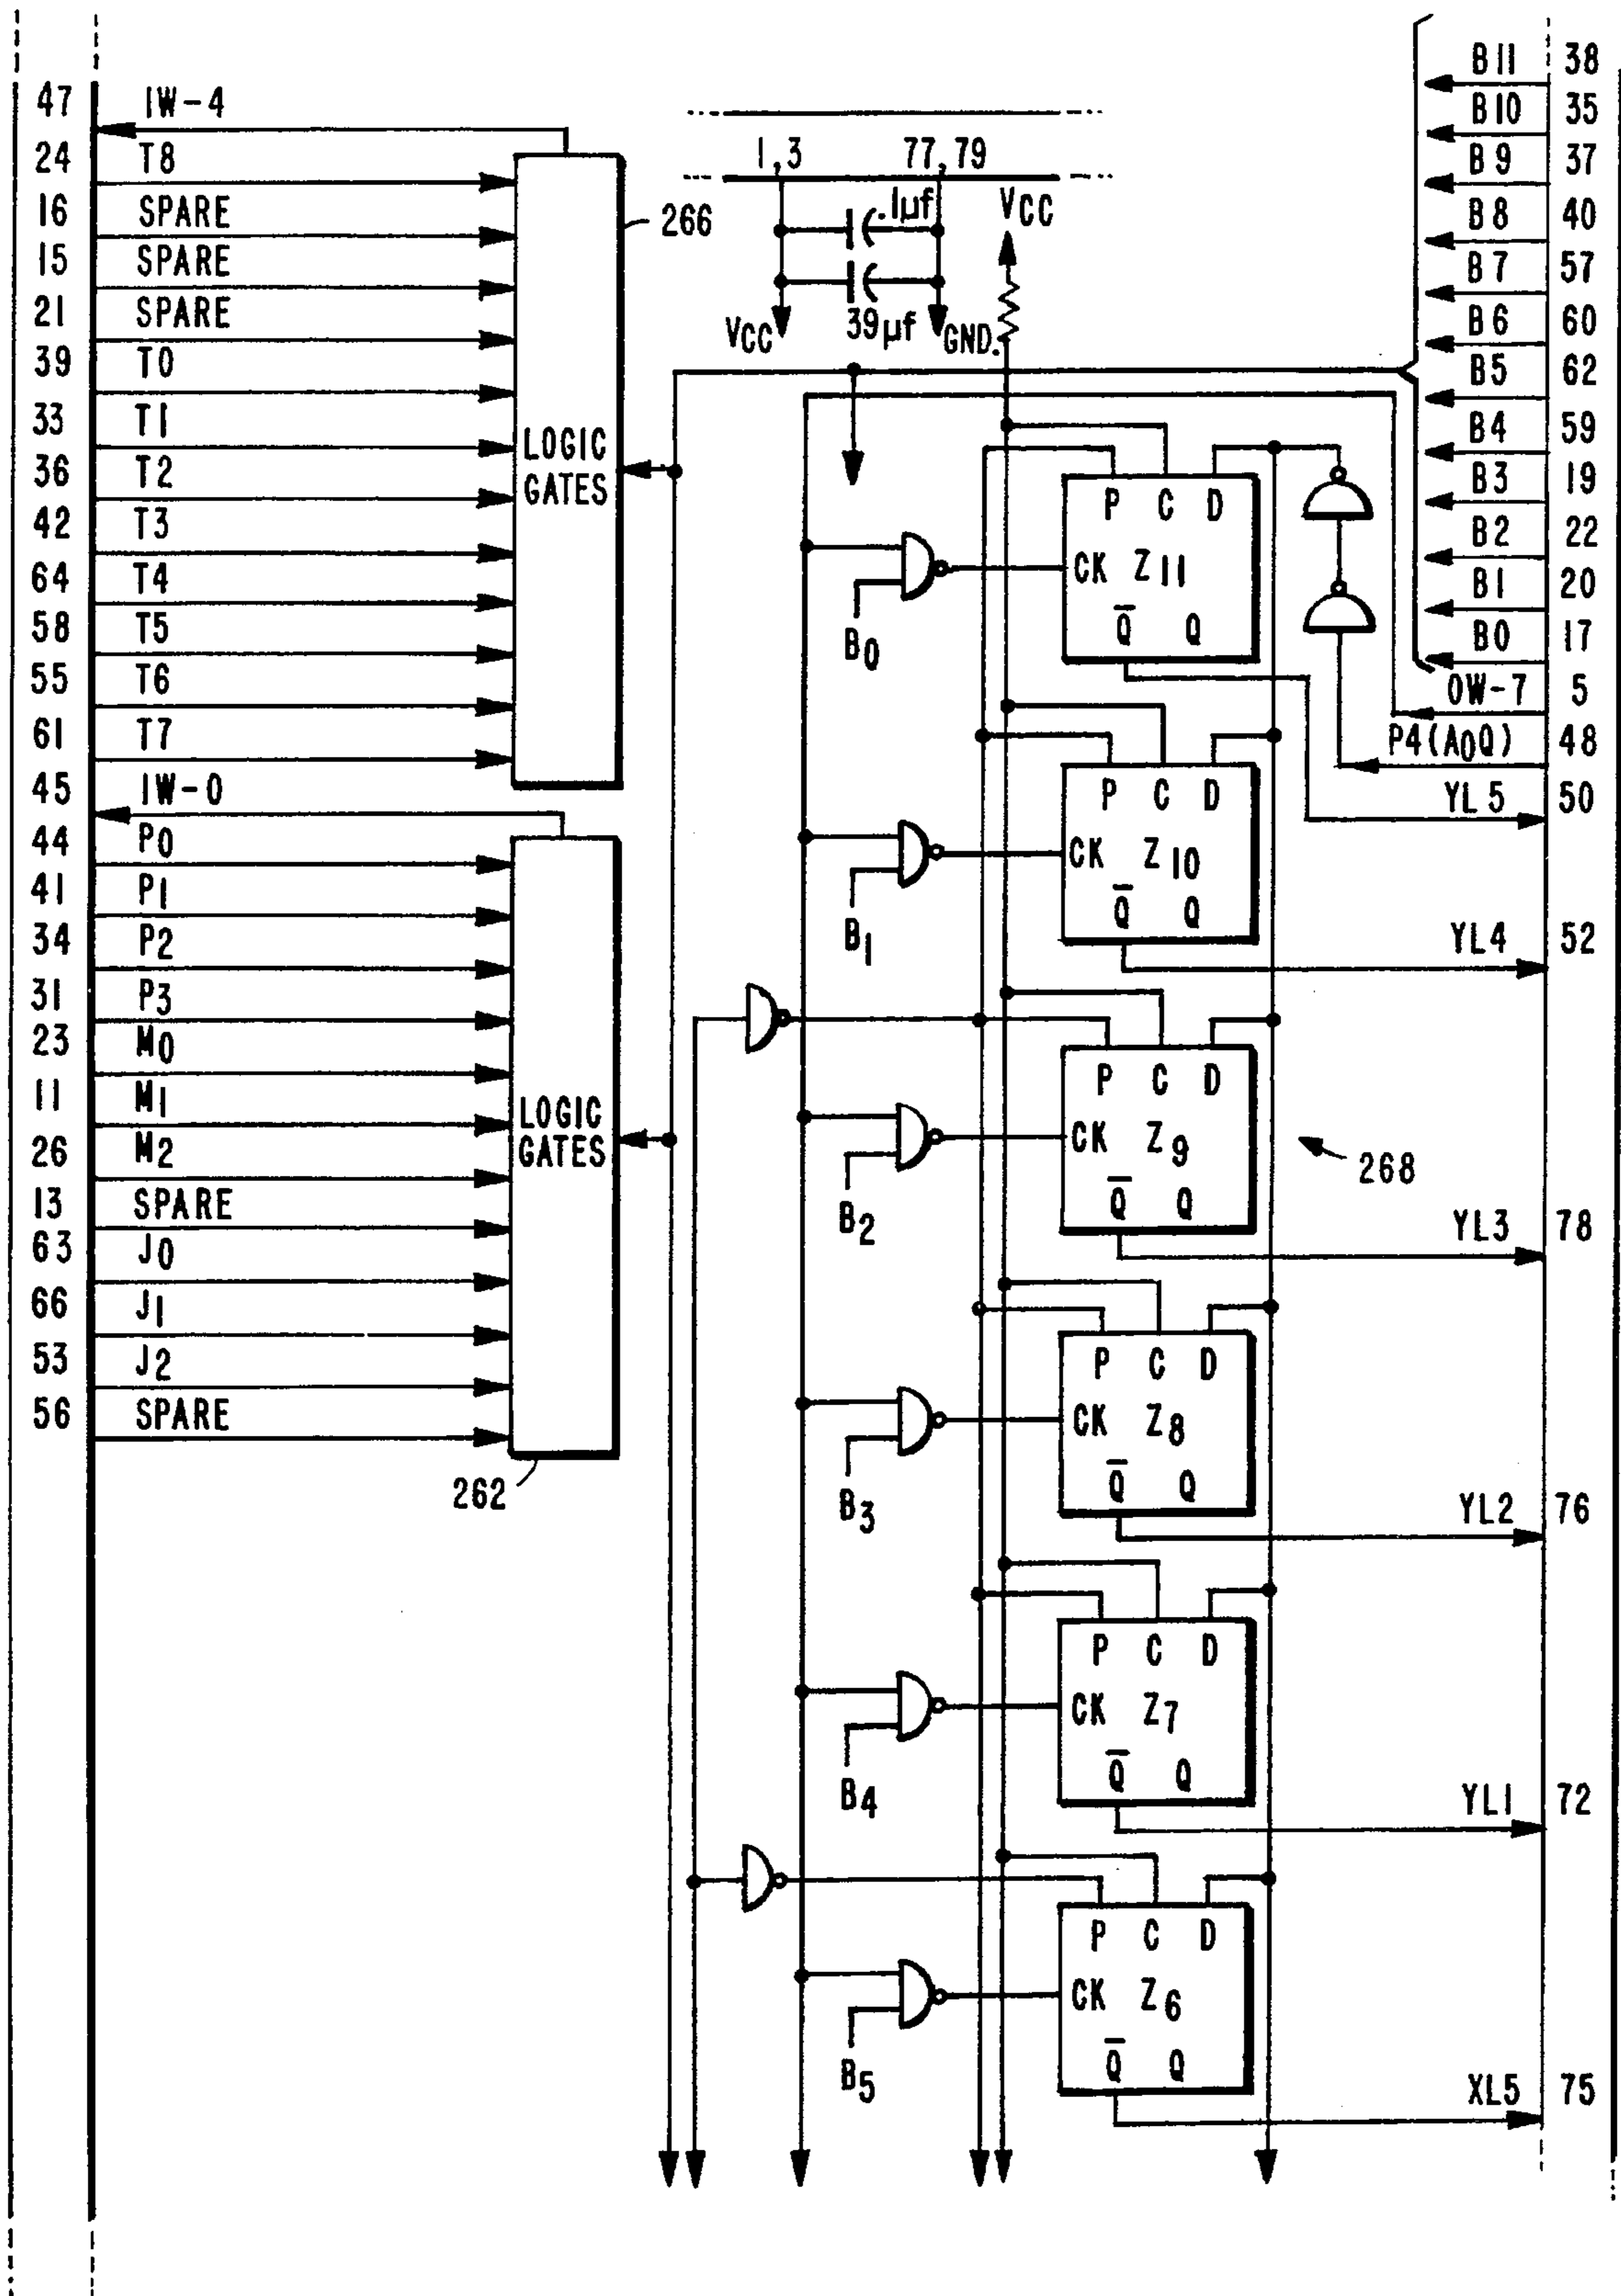 47 IW-4
24 T8
16 SPARE
15 SPARE
21 SPARE
39 T0
33 T1
36 T2
42 T3
64 T4
58 T5
55 T6
61 T7
45 IW-0
44 P0
41 P1
34 P2
31 P3
23 M0
11 M1
26 M2
13 SPARE
63 J0
66 J1
53 J2
56 SPARE
LOGIC
GATES
266
LOGIC
GATES
262
1,3 77,79
.1µf
VCC
39µf
VCC
GND.
B11 38
B10 35
B9 37
B8 40
B7 57
B6 60
B5 62
B4 59
B3 19
B2 22
B1 20
B0 17
OW-7 5
P4(A0Q) 48
YL5 50
YL4 52
YL3 78
YL2 76
YL1 72
XL5 75
P C D
CK Z11
Q̅ Q
B0
P C D
CK Z10
Q̅ Q
B1
P C D
CK Z9
Q̅ Q
B2
268
P C D
CK Z8
Q̅ Q
B3
P C D
CK Z7
Q̅ Q
B4
P C D
CK Z6
Q̅ Q
B5